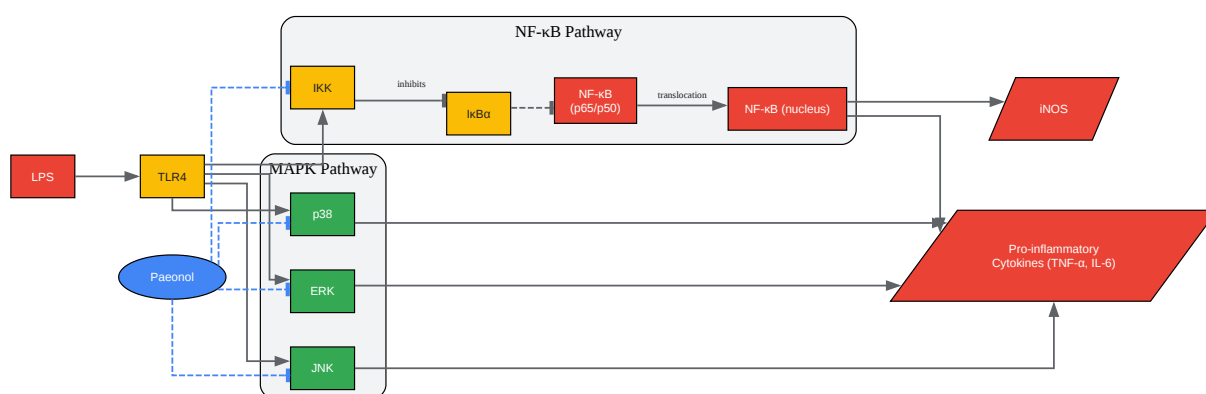 NF-κB Pathway
IKK
inhibits
IκBα
NF-κB
(p65/p50)
translocation
NF-κB (nucleus)
iNOS
LPS
TLR4
MAPK Pathway
p38
Pro-inflammatory
Cytokines (TNF-α, IL-6)
Paeonol
ERK
JNK